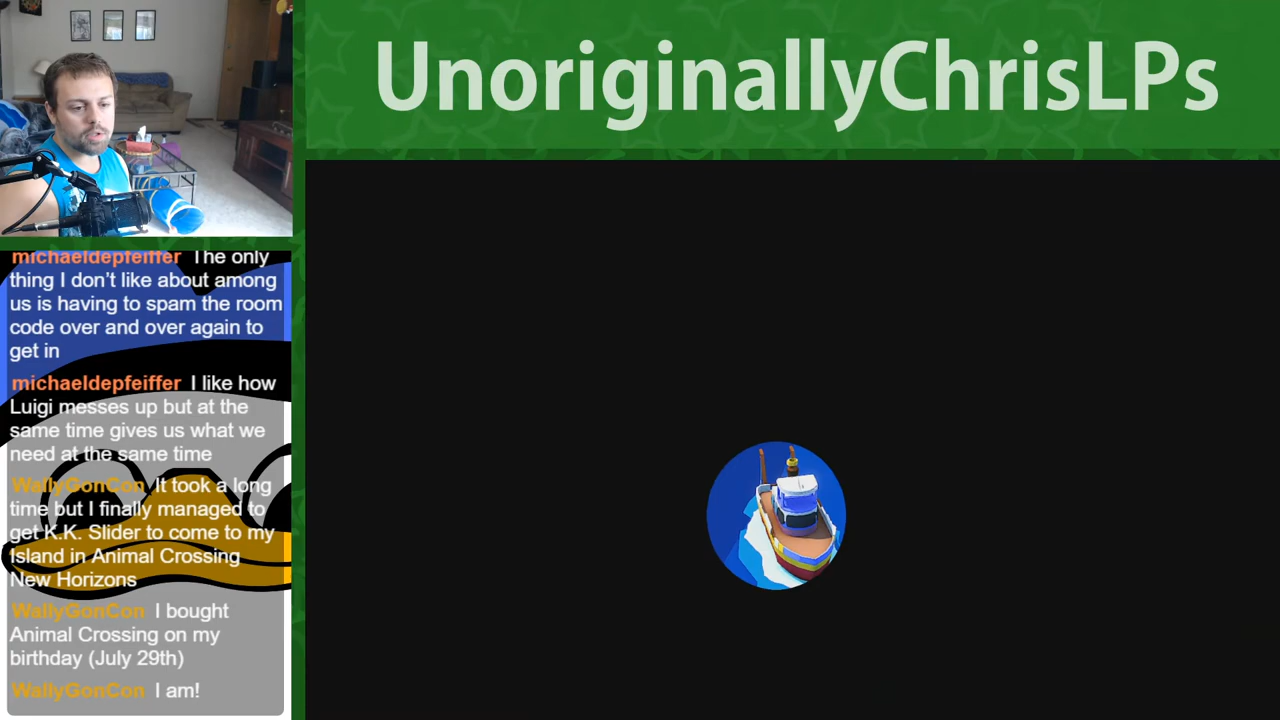 UnoriginallyChrisLPs
michaeldepfeiffer The only
thing I don't like about among
us is having to spam the room
code over and over again to
get in
michaeldepfeiffer I like how
Luigi messes up but at the
same time gives us what we
need at the same time
WallyGonCon It took a long
time but I finally managed to
get K.K. Slider to come to my
Island in Animal Crossing
New Horizons
WallyGonCon I bought
Animal Crossing on my
birthday (July 29th)
WallyGonCon I am!